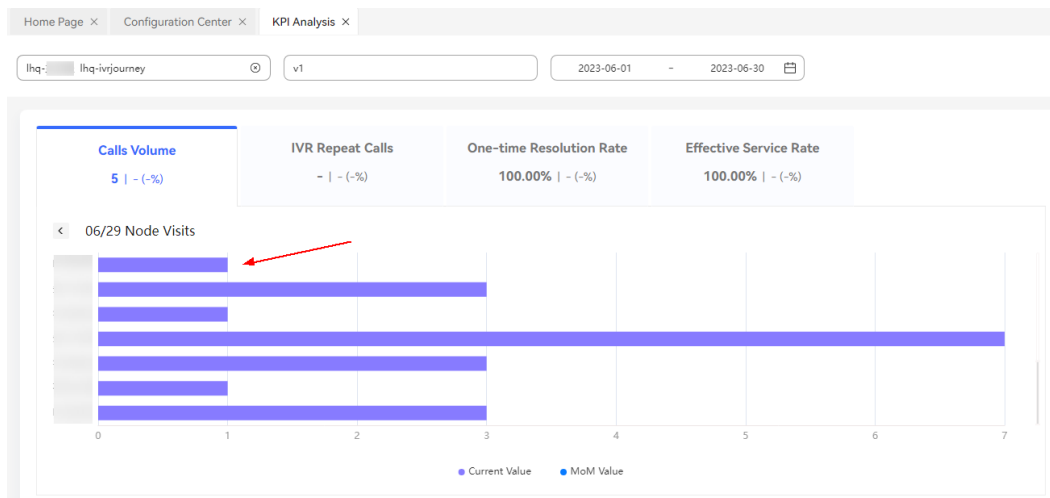 Home Page × Configuration Center × KPI Analysis ×
lhq- lhq-ivrjourney v1 2023-06-01 - 2023-06-30
Calls Volume IVR Repeat Calls One-time Resolution Rate Effective Service Rate
5 | - (-%) - | - (-%) 100.00% | - (-%) 100.00% | - (-%)
< 06/29 Node Visits
0 1 2 3 4 5 6 7
Current Value MoM Value